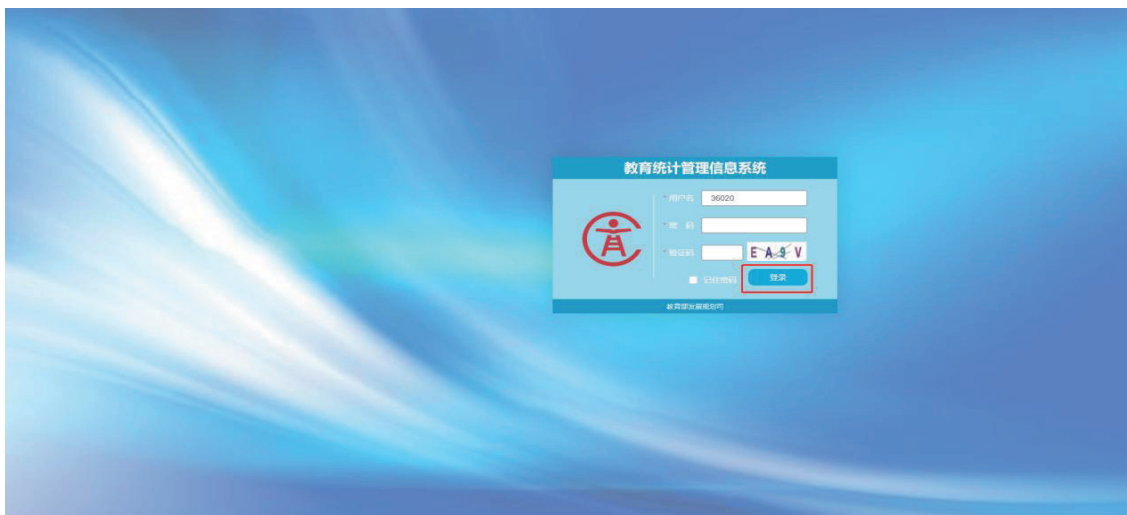 教育统计管理信息系统
* 用户名 36020
* 密 码
* 验证码 EA9V
记住密码 登录
教育部发展规划司